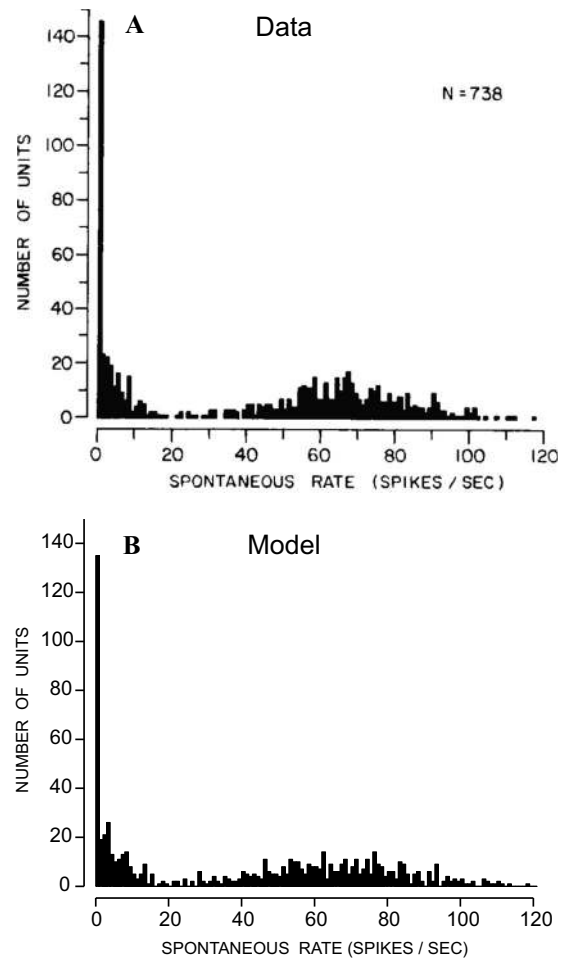 A Data
N = 738
NUMBER OF UNITS
140
120
100
80
60
40
20
0
0 20 40 60 80 100 120
SPONTANEOUS RATE (SPIKES / SEC)
B Model
NUMBER OF UNITS
140
120
100
80
60
40
20
0
0 20 40 60 80 100 120
SPONTANEOUS RATE (SPIKES / SEC)